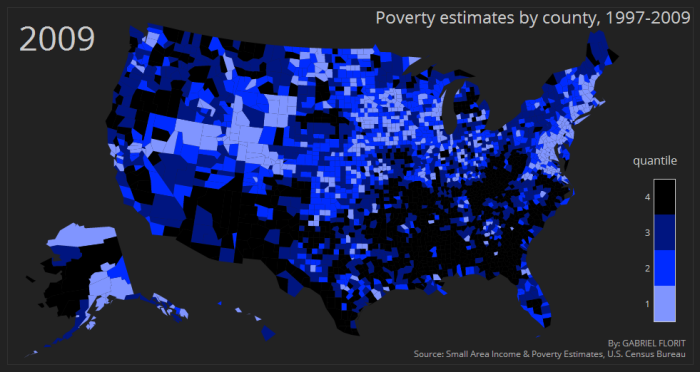 Poverty estimates by county, 1997-2009
2009
quantile
4
3
2
1
By: GABRIEL FLORIT
Source: Small Area Income & Poverty Estimates, U.S. Census Bureau